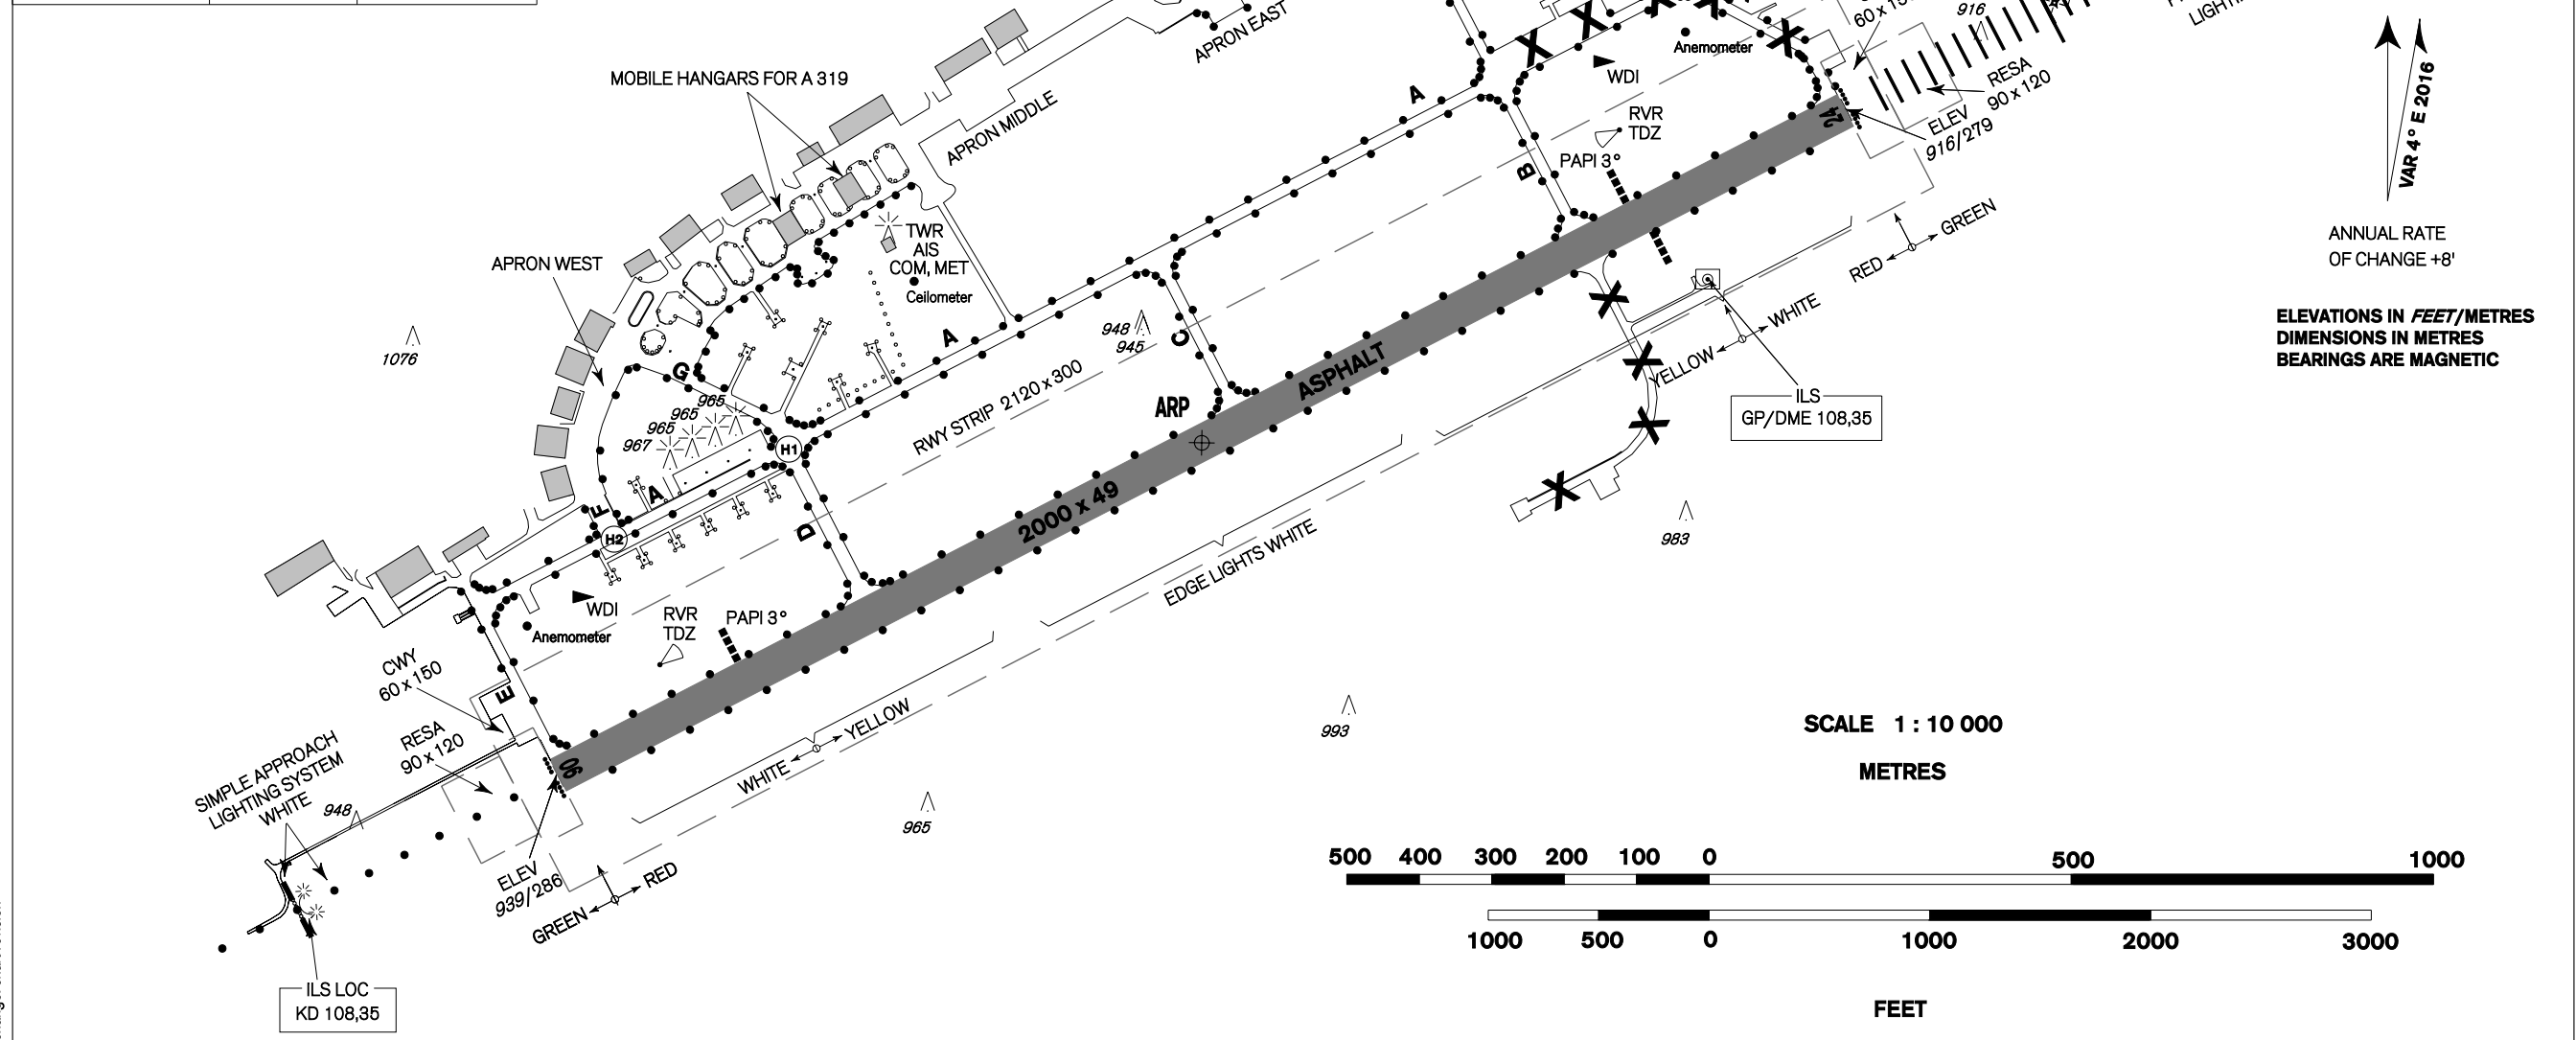 MOBILE HANGARS FOR A 319
APRON EAST
APRON MIDDLE
APRON WEST
TWR
AIS
COM, MET
Ceilometer
Anemometer
WDI
RVR
TDZ
PAPI 3°
60 x 15
916
RESA
90 x 120
ELEV
916/279
24
VAR 4° E 2016
ANNUAL RATE
OF CHANGE +8'
ELEVATIONS IN FEET/METRES
DIMENSIONS IN METRES
BEARINGS ARE MAGNETIC
GREEN
RED
WHITE
YELLOW
ILS
GP/DME 108,35
1076
A
B
948
945
C
A
G
965
965
965
967
H1
A
F
H2
D
E
RWY STRIP 2120 x 300
ARP
ASPHALT
2000 x 49
EDGE LIGHTS WHITE
983
993
965
WDI
Anemometer
RVR
TDZ
PAPI 3°
CWY
60 x 150
RESA
90 x 120
SIMPLE APPROACH
LIGHTING SYSTEM
WHITE
948
06
WHITE
YELLOW
ELEV
939/286
GREEN
RED
ILS LOC
KD 108,35
SCALE 1 : 10 000
METRES
500 400 300 200 100 0 500 1000
1000 500 0 1000 2000 3000
FEET